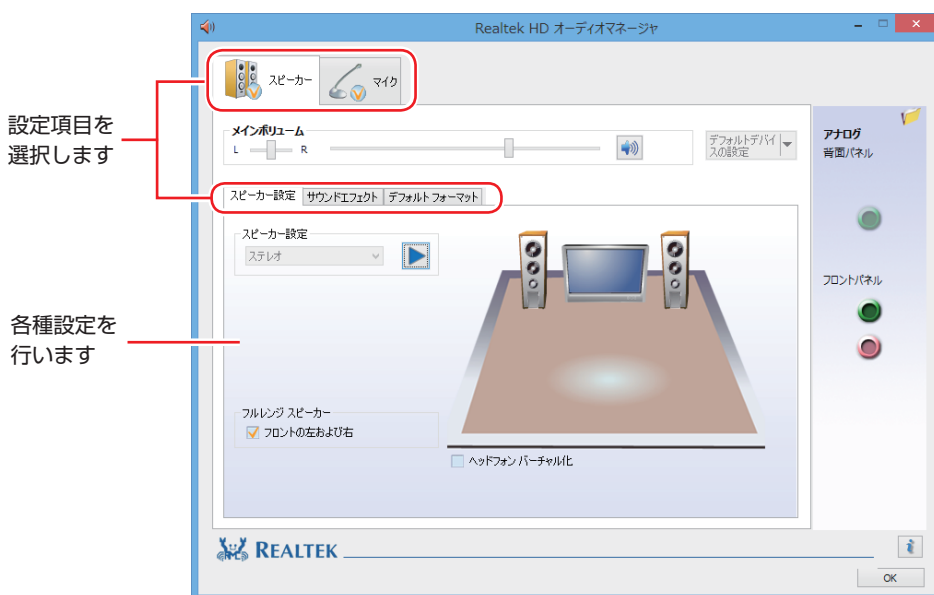 Realtek HD オーディオマネージャ
スピーカー
マイク
設定項目を
選択します
メインボリューム
L
R
デフォルトデバイ
スの設定
アナログ
背面パネル
スピーカー設定
サウンドエフェクト
デフォルト フォーマット
スピーカー設定
ステレオ
フロントパネル
各種設定を
行います
フルレンジ スピーカー
フロントの左および右
ヘッドフォン バーチャル化
REALTEK
i
OK